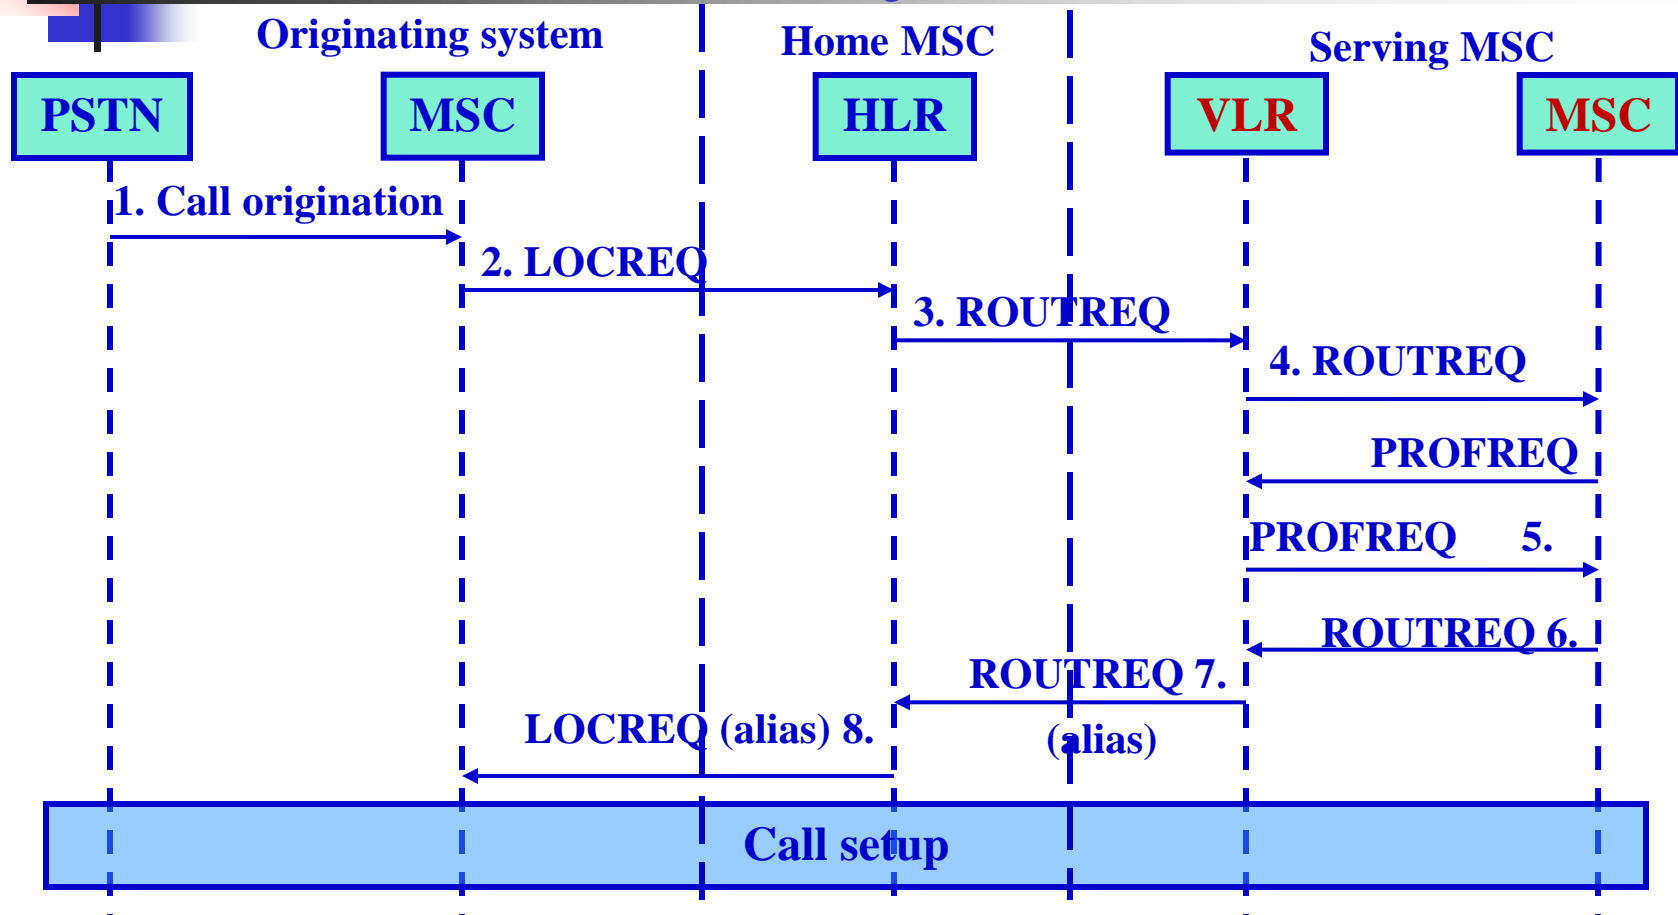 Originating system
Home MSC
Serving MSC
PSTN
MSC
HLR
VLR
MSC
1. Call origination
2. LOCREQ
3. ROUTREQ
4. ROUTREQ
PROFREQ
PROFREQ 5.
ROUTREQ 6.
ROUTREQ 7.
(alias)
LOCREQ (alias) 8.
Call setup